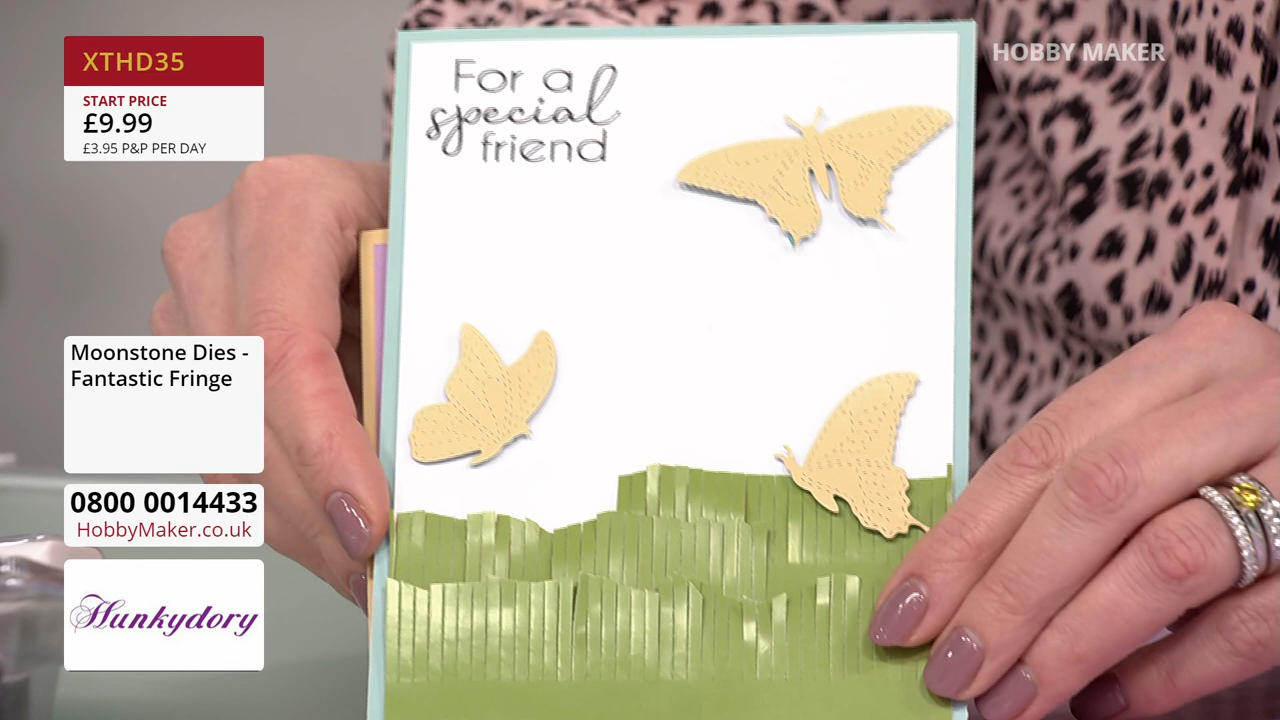 XTHD35
START PRICE
£9.99
£3.95 P&P PER DAY
Moonstone Dies -
Fantastic Fringe
0800 0014433
HobbyMaker.co.uk
Hunkydory
For a
special
friend
HOBBY MAKER